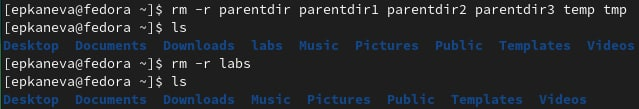 [epkaneva@fedora ~]$ rm -r parentdir parentdir1 parentdir2 parentdir3 temp tmp
[epkaneva@fedora ~]$ ls
Desktop  Documents  Downloads  labs  Music  Pictures  Public  Templates  Videos
[epkaneva@fedora ~]$ rm -r labs
[epkaneva@fedora ~]$ ls
Desktop  Documents  Downloads  Music  Pictures  Public  Templates  Videos